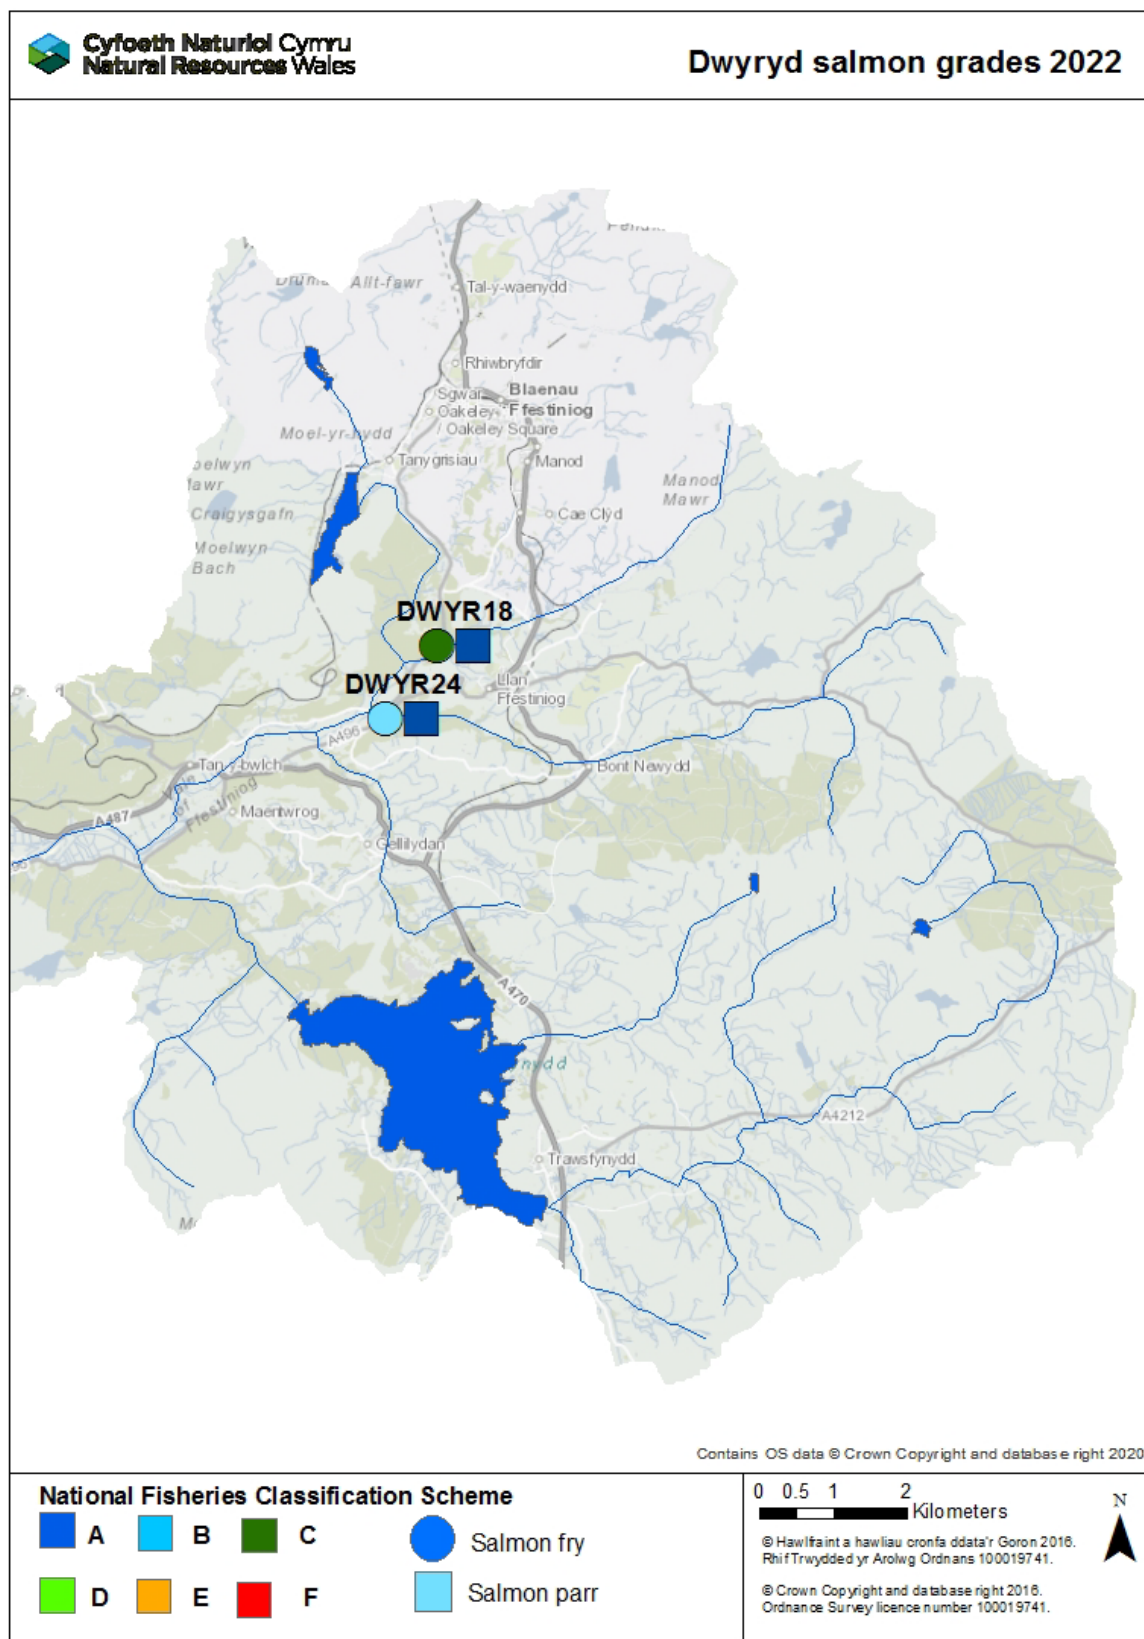 Cyfoeth Naturiol Cymru
Natural Resources Wales
Dwyryd salmon grades 2022
Allt-fawr
Tal-y-waenydd
Rhiwbryfdir
Blaenau
Ffestiniog
Sgwar
Oakeley
/ Oakeley Square
Moel-yr-hydd
Tanygrisiau
Manod
Manod
Mawr
Craigysgafn
Cae Clŷd
Moelwyn
Bach
DWYR18
DWYR24
Llan
Ffestiniog
A496
Tan-y-bwlch
Bont Newydd
Vale
of
Ffestiniog
Maentwrog
A487
Gellilydan
A470
A4212
Trawsfynydd
Contains OS data © Crown Copyright and database right 2020
National Fisheries Classification Scheme
A B C
D E F
Salmon fry
Salmon parr
0 0.5 1 2
Kilometers
N
© Hawlfraint a hawliau cronfa ddata'r Goron 2016.
Rhif Trwydded yr Arolwg Ordnans 100019741.
© Crown Copyright and database right 2016.
Ordnance Survey licence number 100019741.